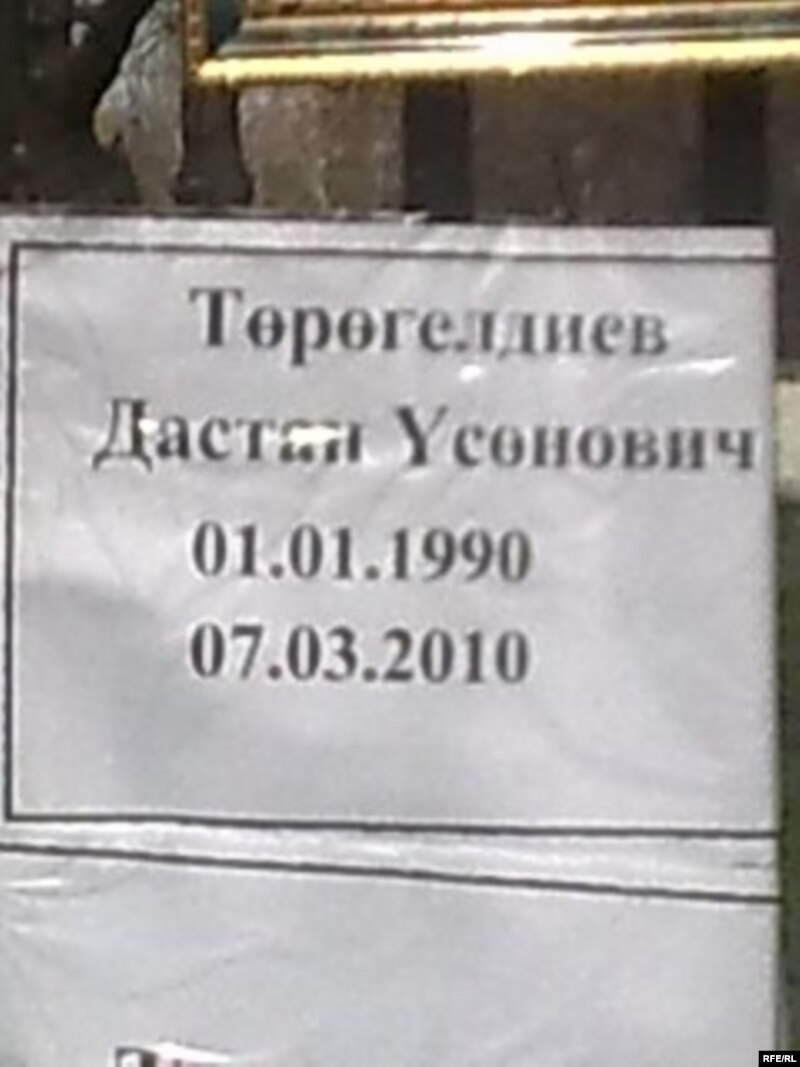 Төрөгелдиев
Дастан Үсөнович
01.01.1990
07.03.2010
RFE/RL